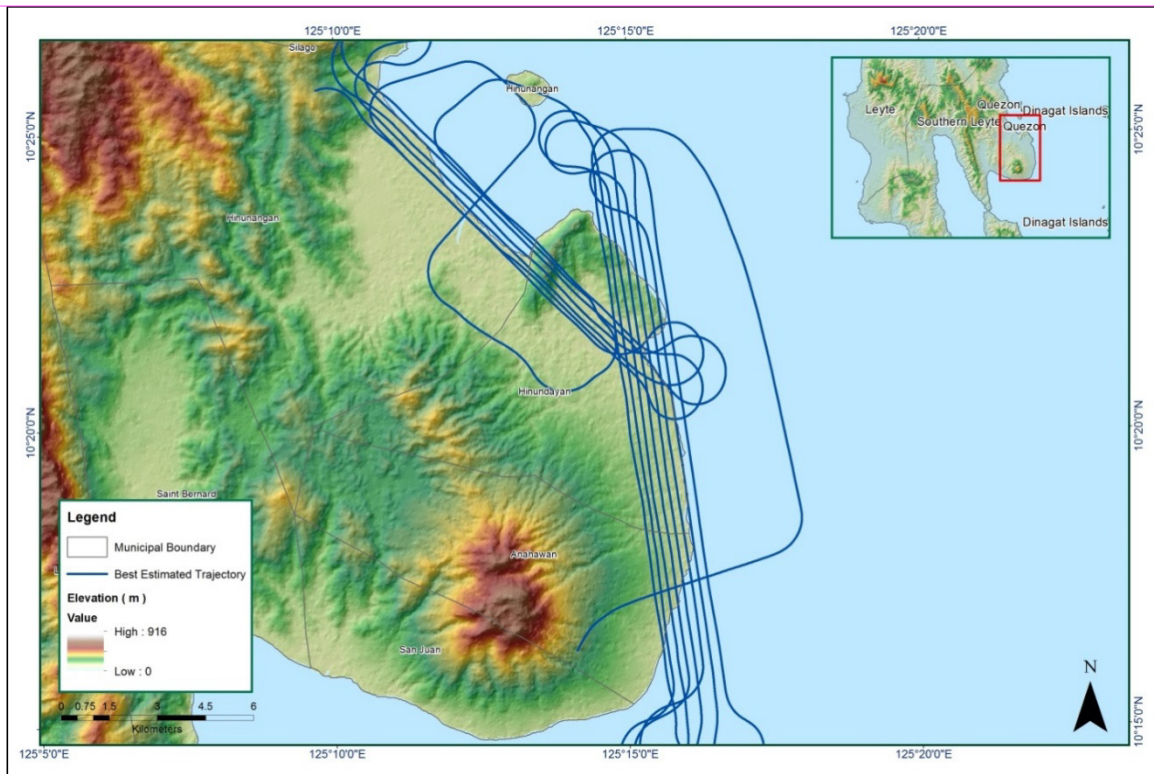 125°10'0"E
125°15'0"E
125°20'0"E
Silago
Hinunangan
Leyte
Quezon
Dinagat Islands
Southern Leyte
Quezon
Dinagat Islands
10°25'0"N
10°25'0"N
Hinunangan
Hinundayan
10°20'0"N
10°20'0"N
Saint Bernard
Anahawan
San Juan
Legend
Municipal Boundary
Best Estimated Trajectory
Elevation ( m )
Value
High : 916
Low : 0
0 0.75 1.5 3 4.5 6
Kilometers
N
10°15'0"N
125°5'0"E
125°10'0"E
125°15'0"E
125°20'0"E